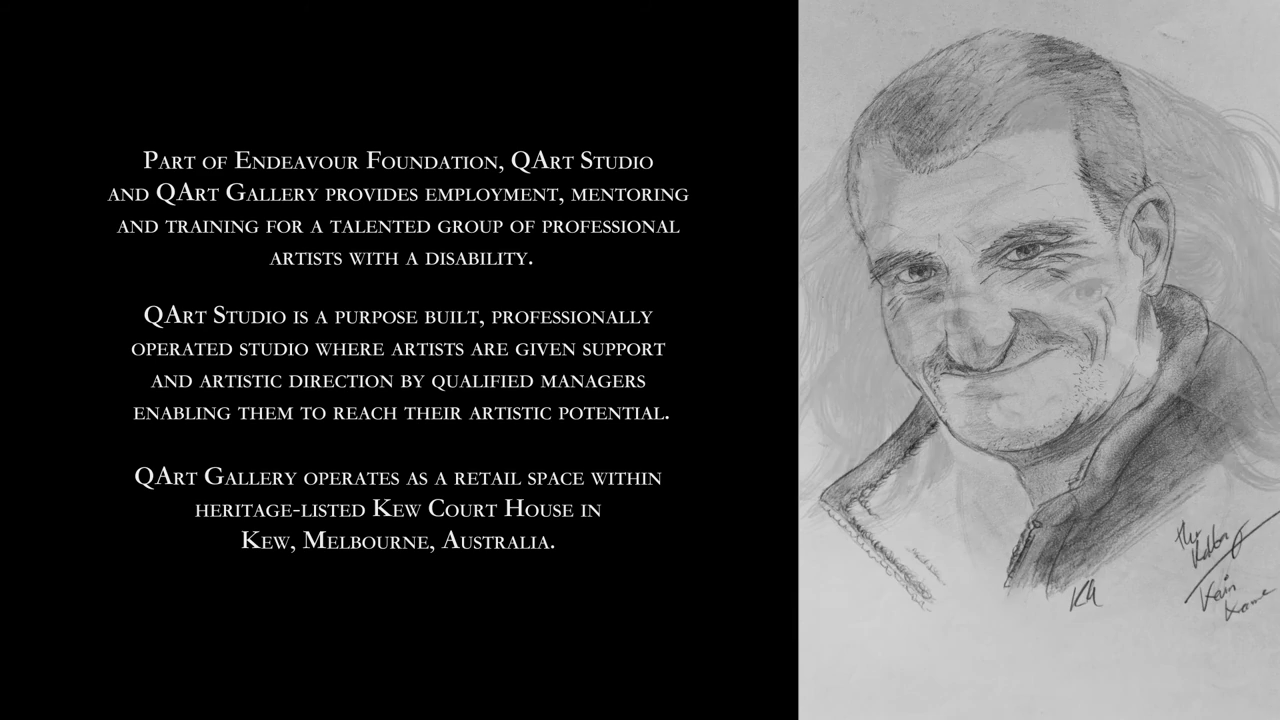 Part of Endeavour Foundation, QArt Studio
and QArt Gallery provides employment, mentoring
and training for a talented group of professional
artists with a disability.
QArt Studio is a purpose built, professionally
operated studio where artists are given support
and artistic direction by qualified managers
enabling them to reach their artistic potential.
QArt Gallery operates as a retail space within
heritage-listed Kew Court House in
Kew, Melbourne, Australia.